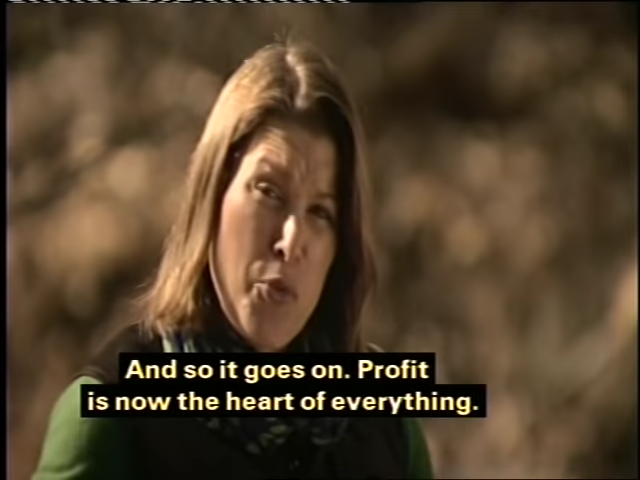 And so it goes on. Profit
is now the heart of everything.